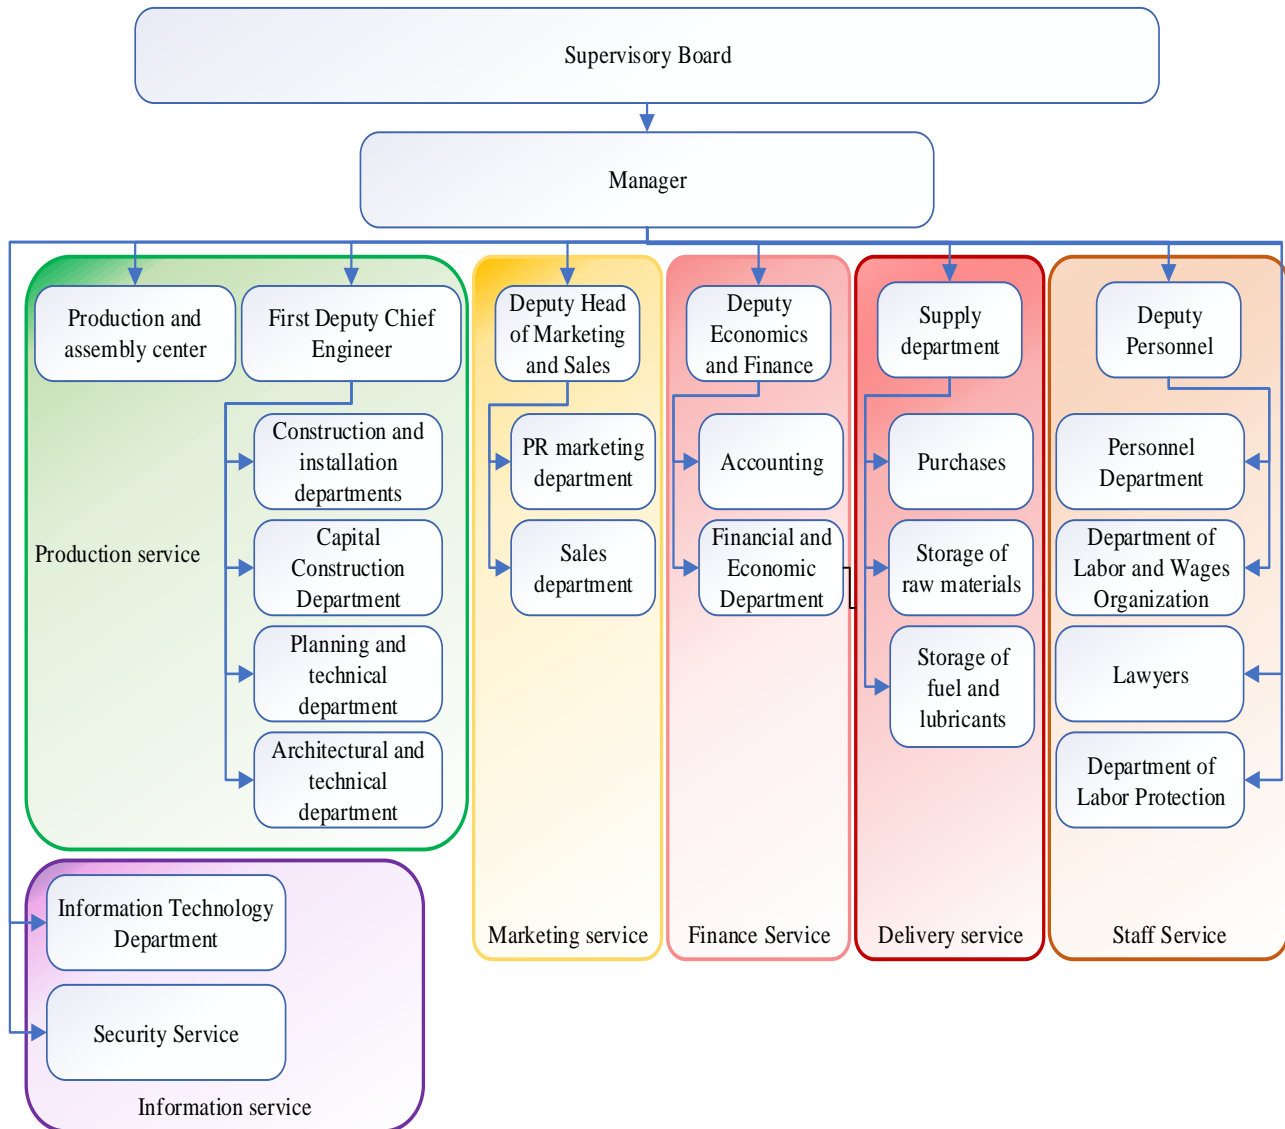 Supervisory Board
Manager
Production and
assembly center
First Deputy Chief
Engineer
Construction and
installation
departments
Capital
Construction
Department
Planning and
technical
department
Architectural and
technical
department
Production service
Deputy Head
of Marketing
and Sales
PR marketing
department
Sales
department
Marketing service
Deputy
Economics
and Finance
Accounting
Financial and
Economic
Department
Finance Service
Supply
department
Purchases
Storage of
raw materials
Storage of
fuel and
lubricants
Delivery service
Deputy
Personnel
Personnel
Department
Department of
Labor and Wages
Organization
Lawyers
Department of
Labor Protection
Staff Service
Information Technology
Department
Security Service
Information service